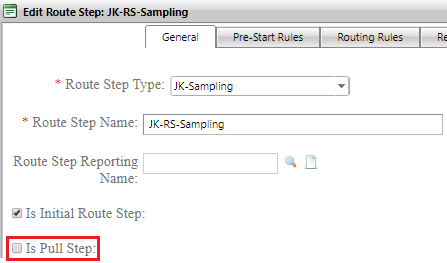 Edit Route Step: JK-RS-Sampling
General Pre-Start Rules Routing Rules Re
* Route Step Type: JK-Sampling
* Route Step Name: JK-RS-Sampling
Route Step Reporting
Name:
Is Initial Route Step:
Is Pull Step: